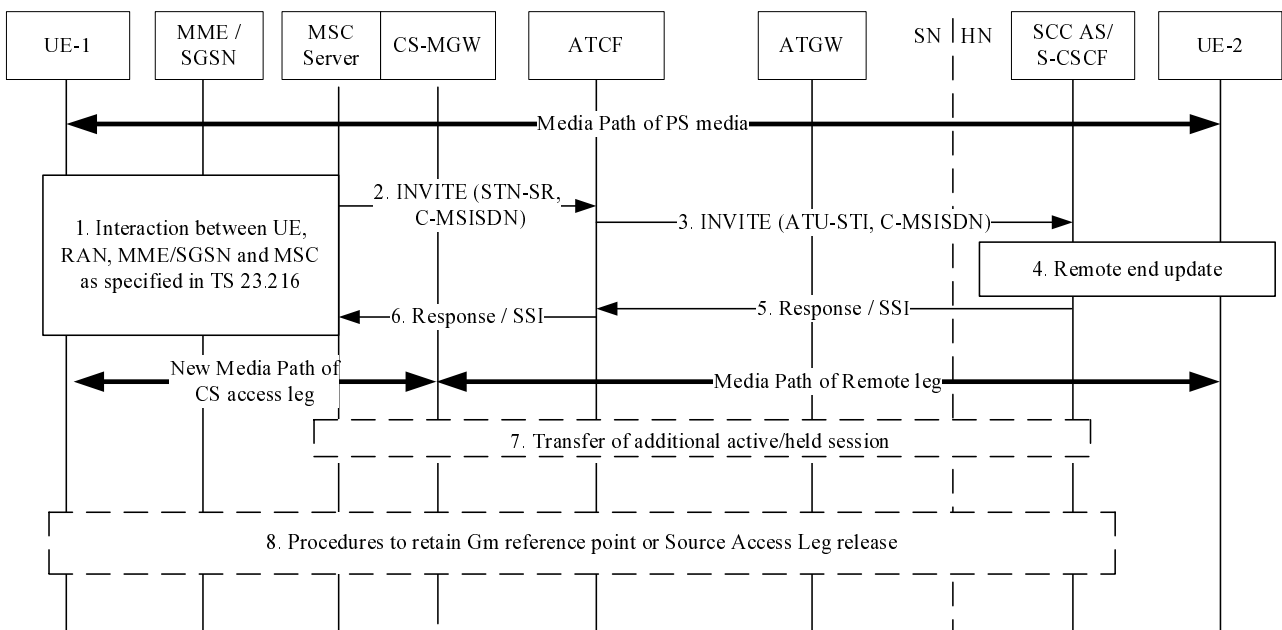 UE-1
MME /
SGSN
MSC
Server
CS-MGW
ATCF
ATGW
SN
HN
SCC AS/
S-CSCF
UE-2
Media Path of PS media
1. Interaction between UE,
RAN, MME/SGSN and MSC
as specified in TS 23.216
2. INVITE (STN-SR,
C-MSISDN)
3. INVITE (ATU-STI, C-MSISDN)
4. Remote end update
5. Response / SSI
6. Response / SSI
New Media Path of
CS access leg
Media Path of Remote leg
7. Transfer of additional active/held session
8. Procedures to retain Gm reference point or Source Access Leg release